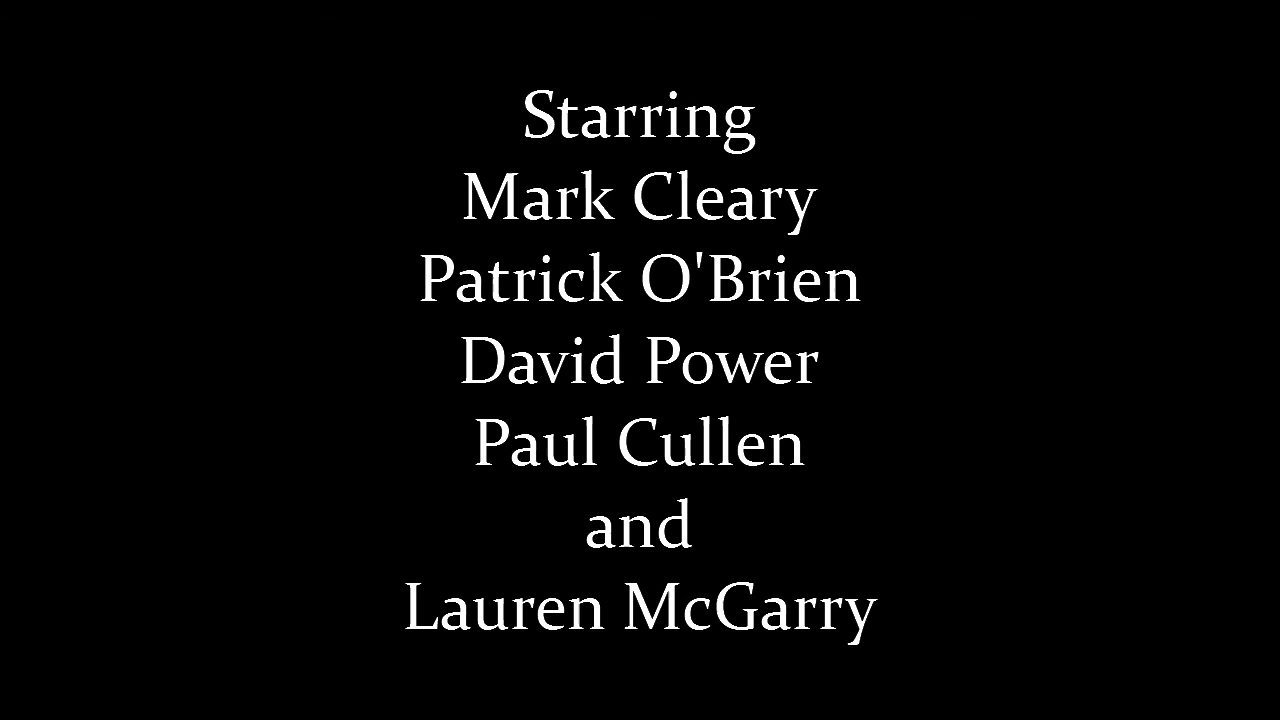 Starring
Mark Cleary
Patrick O'Brien
David Power
Paul Cullen
and
Lauren McGarry